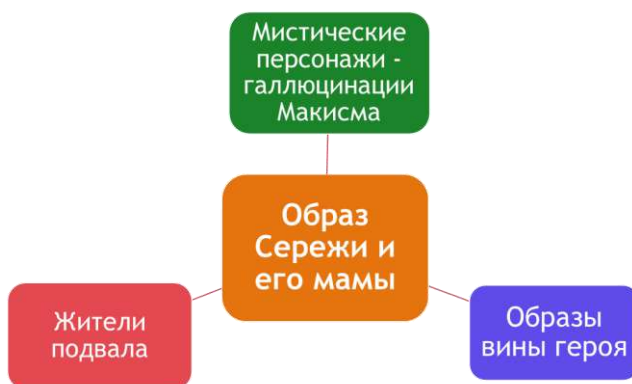 Мистические
персонажи -
галлюцинации
Макисма
Образ
Сережи и
его мамы
Жители
подвала
Образы
вины героя